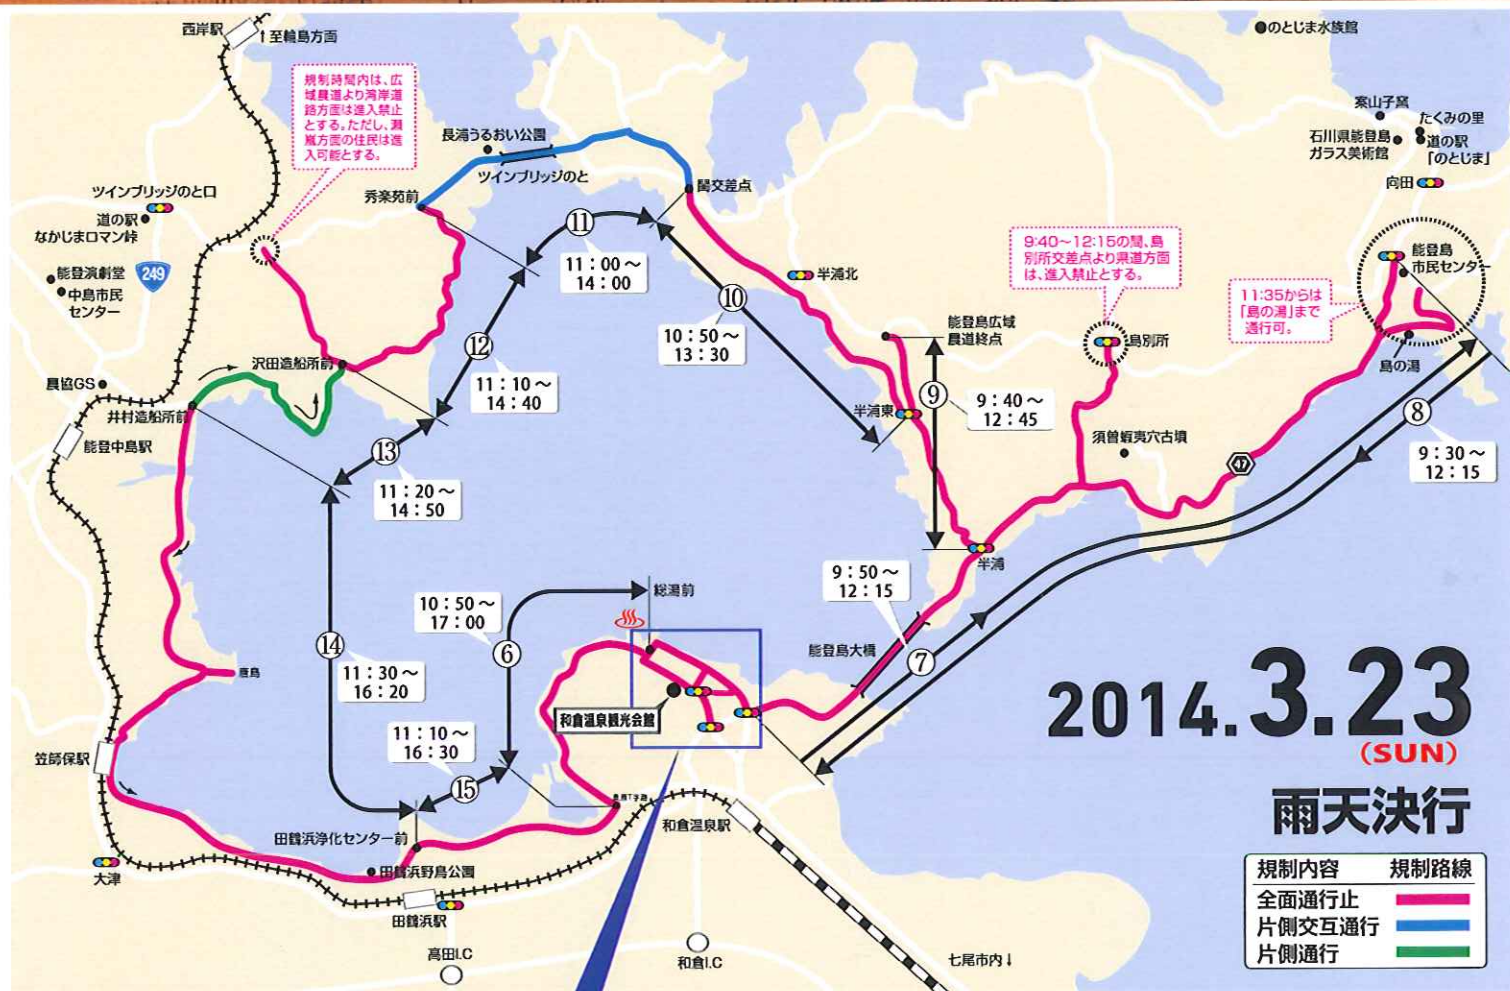 西岸駅
↑至輪島方面
規制時間内は、広
域農道より湾岸道
路方面は進入禁止
とする。ただし、瀬
嵐方面の住民は進
入可能とする。
のとじま水族館
案山子窯
たくみの里
石川県能登島
ガラス美術館
道の駅
「のとじま」
向田
長浦うるおい公園
ツインブリッジのと
閨交差点
ツインブリッジのと口
道の駅
なかじまロマン峠
秀楽苑前
能登演劇堂
中島市民
センター
249
⑪
11:00～
14:00
半浦北
9:40～12:15の間、島
別所交差点より県道方面
は、進入禁止とする。
能登島
市民センター
11:35からは
「島の湯」まで
通行可。
⑩
10:50～
13:30
能登島広域
農道終点
島別所
島の湯
⑫
11:10～
14:40
沢田造船所前
農協GS
井村造船所前
能登中島駅
⑨
9:40～
12:45
半浦東
須曽蝦夷穴古墳
47
⑧
9:30～
12:15
⑬
11:20～
14:50
半浦
9:50～
12:15
総湯前
10:50～
17:00
⑥
⑭
11:30～
16:20
能登島大橋
⑦
和倉温泉観光会館
2014.3.23
(SUN)
雨天決行
笠師保駅
11:10～
16:30
⑮
田鶴浜浄化センター前
和倉温泉駅
大津
田鶴浜野鳥公園
田鶴浜駅
高田I.C
和倉I.C
七尾市内↓
規制内容 規制路線
全面通行止
片側交互通行
片側通行